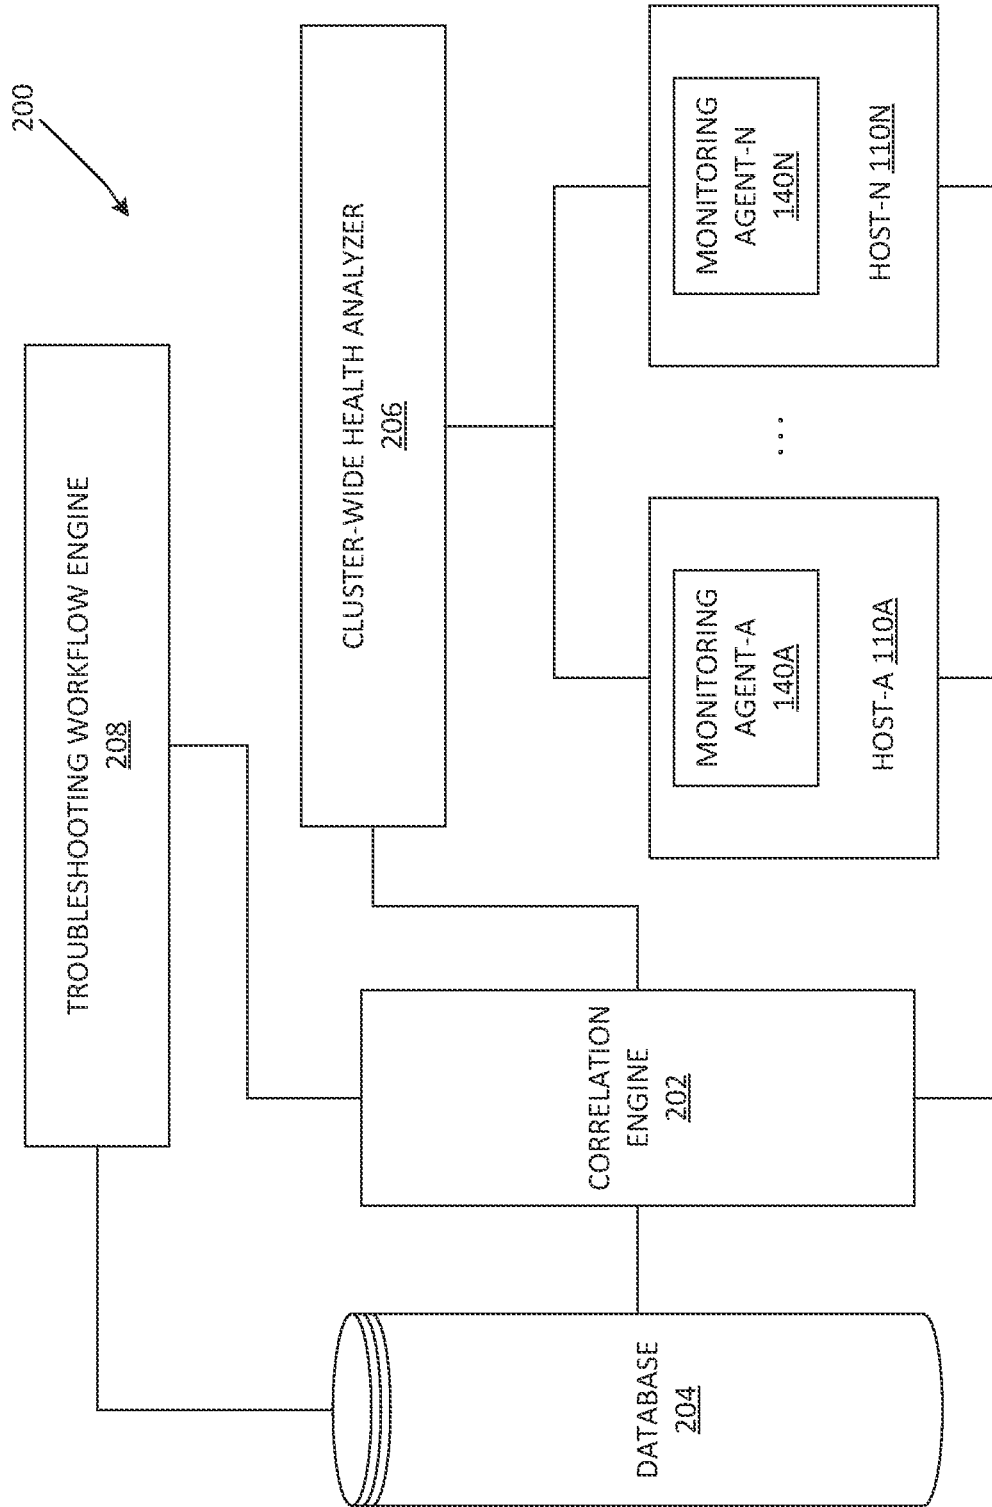 200
TROUBLESHOOTING WORKFLOW ENGINE
208
CLUSTER-WIDE HEALTH ANALYZER
206
CORRELATION
ENGINE
202
DATABASE
204
MONITORING
AGENT-A
140A
HOST-A 110A
...
MONITORING
AGENT-N
140N
HOST-N 110N